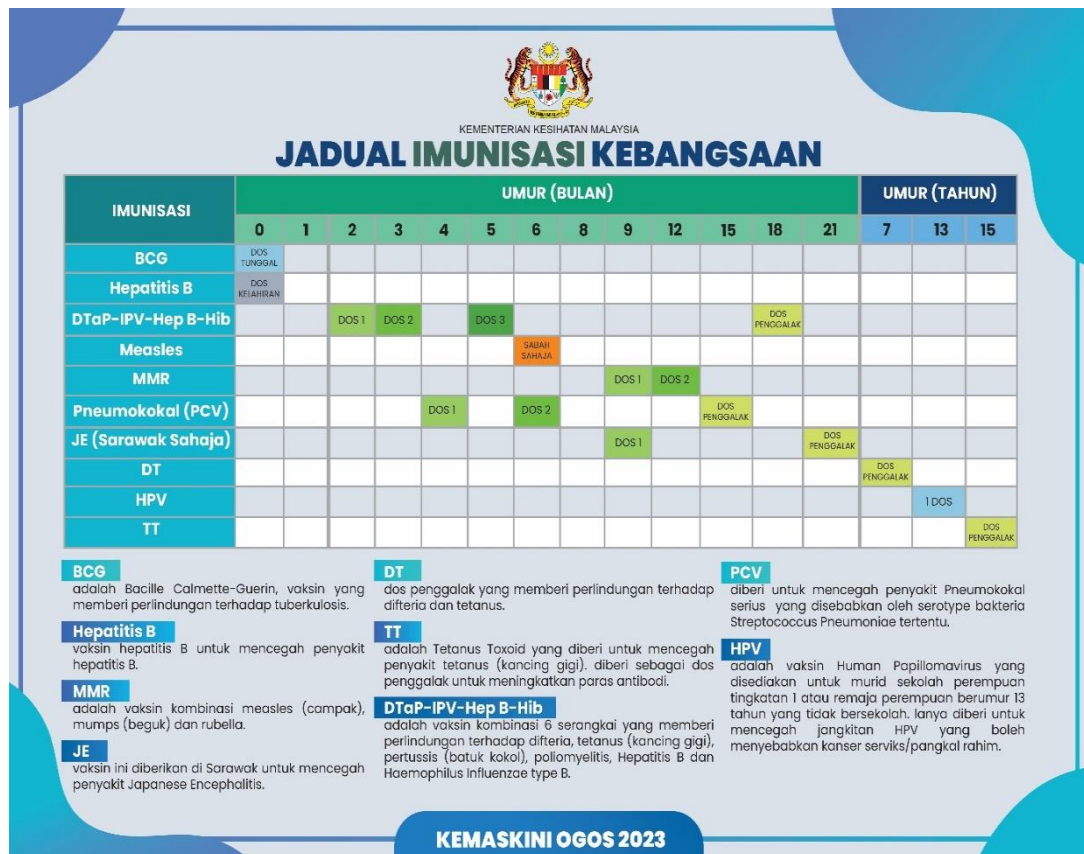 KEMENTERIAN KESIHATAN MALAYSIA
JADUAL IMUNISASI KEBANGSAAN
IMUNISASI
UMUR (BULAN)
UMUR (TAHUN)
0 1 2 3 4 5 6 8 9 12 15 18 21 7 13 15
BCG
DOS
TUNGGAL
Hepatitis B
DOS
KELAHIRAN
DTaP-IPV-Hep B-Hib
DOS 1
DOS 2
DOS 3
DOS
PENGGALAK
Measles
SABAH
SAHAJA
MMR
DOS 1
DOS 2
Pneumokokal (PCV)
DOS 1
DOS 2
DOS
PENGGALAK
JE (Sarawak Sahaja)
DOS 1
DOS
PENGGALAK
DT
DOS
PENGGALAK
HPV
1 DOS
TT
DOS
PENGGALAK
BCG
adalah Bacille Calmette-Guerin, vaksin yang
memberi perlindungan terhadap tuberkulosis.
Hepatitis B
vaksin hepatitis B untuk mencegah penyakit
hepatitis B.
MMR
adalah vaksin kombinasi measles (campak),
mumps (beguk) dan rubella.
JE
vaksin ini diberikan di Sarawak untuk mencegah
penyakit Japanese Encephalitis.
DT
dos penggalak yang memberi perlindungan terhadap
difteria dan tetanus.
TT
adalah Tetanus Toxoid yang diberi untuk mencegah
penyakit tetanus (kancing gigi). diberi sebagai dos
penggalak untuk meningkatkan paras antibodi.
DTaP-IPV-Hep B-Hib
adalah vaksin kombinasi 6 serangkai yang memberi
perlindungan terhadap difteria, tetanus (kancing gigi),
pertussis (batuk kokol), poliomyelitis, Hepatitis B dan
Haemophilus Influenzae type B.
PCV
diberi untuk mencegah penyakit Pneumokokal
serius yang disebabkan oleh serotype bakteria
Streptococcus Pneumoniae tertentu.
HPV
adalah vaksin Human Papillomavirus yang
disediakan untuk murid sekolah perempuan
tingkatan 1 atau remaja perempuan berumur 13
tahun yang tidak bersekolah. Ianya diberi untuk
mencegah jangkitan HPV yang boleh
menyebabkan kanser serviks/pangkal rahim.
KEMASKINI OGOS 2023